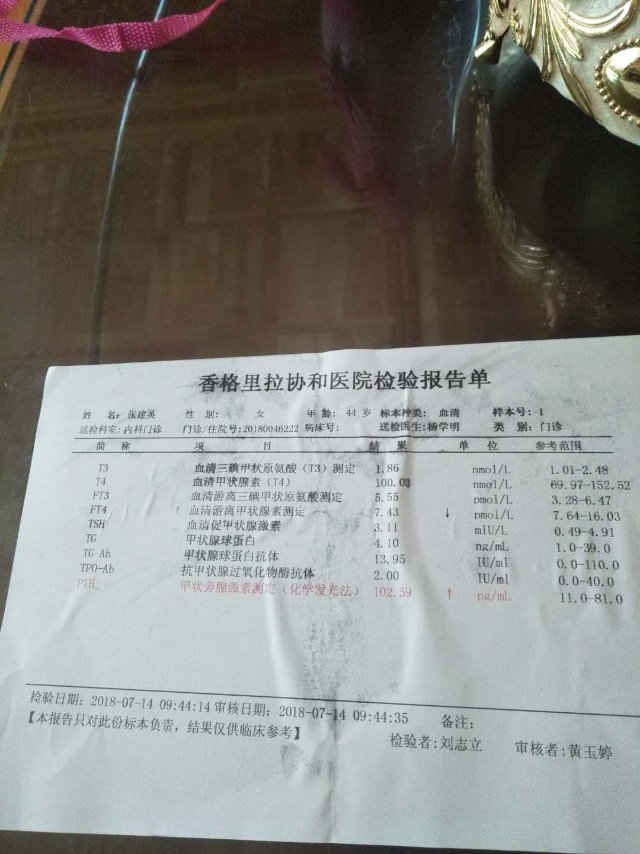 香格里拉协和医院检验报告单
姓 名: 张建英 性 别: 女 年 龄: 44 岁 标本种类: 血清 样本号: 1
送检科室: 内科门诊 门诊/住院号: 20180046222 病床号: 送检医生: 杨学明 类 别: 门诊
简 称 项 目 结 果 单 位 参考范围
T3 血清三碘甲状原氨酸(T3)测定 1.86 nmol/L 1.01-2.48
T4 血清甲状腺素(T4) 100.03 nmol/L 69.97-152.52
FT3 血清游离三碘甲状原氨酸测定 5.55 pmol/L 3.28-6.47
FT4 血清游离甲状腺素测定 7.43 ↓ pmol/L 7.64-16.03
TSH 血清促甲状腺激素 3.11 mIU/L 0.49-4.91
TG 甲状腺球蛋白 4.10 ng/mL 1.0-39.0
TG-Ab 甲状腺球蛋白抗体 13.95 IU/ml 0.0-110.0
TPO-Ab 抗甲状腺过氧化物酶抗体 2.00 IU/ml 0.0-40.0
PTH_ 甲状旁腺激素测定(化学发光法) 102.59 ↑ pg/mL 11.0-81.0
检验日期: 2018-07-14 09:44:14 审核日期: 2018-07-14 09:44:35 备注:
【本报告只对此份标本负责, 结果仅供临床参考】 检验者: 刘志立 审核者: 黄玉婷